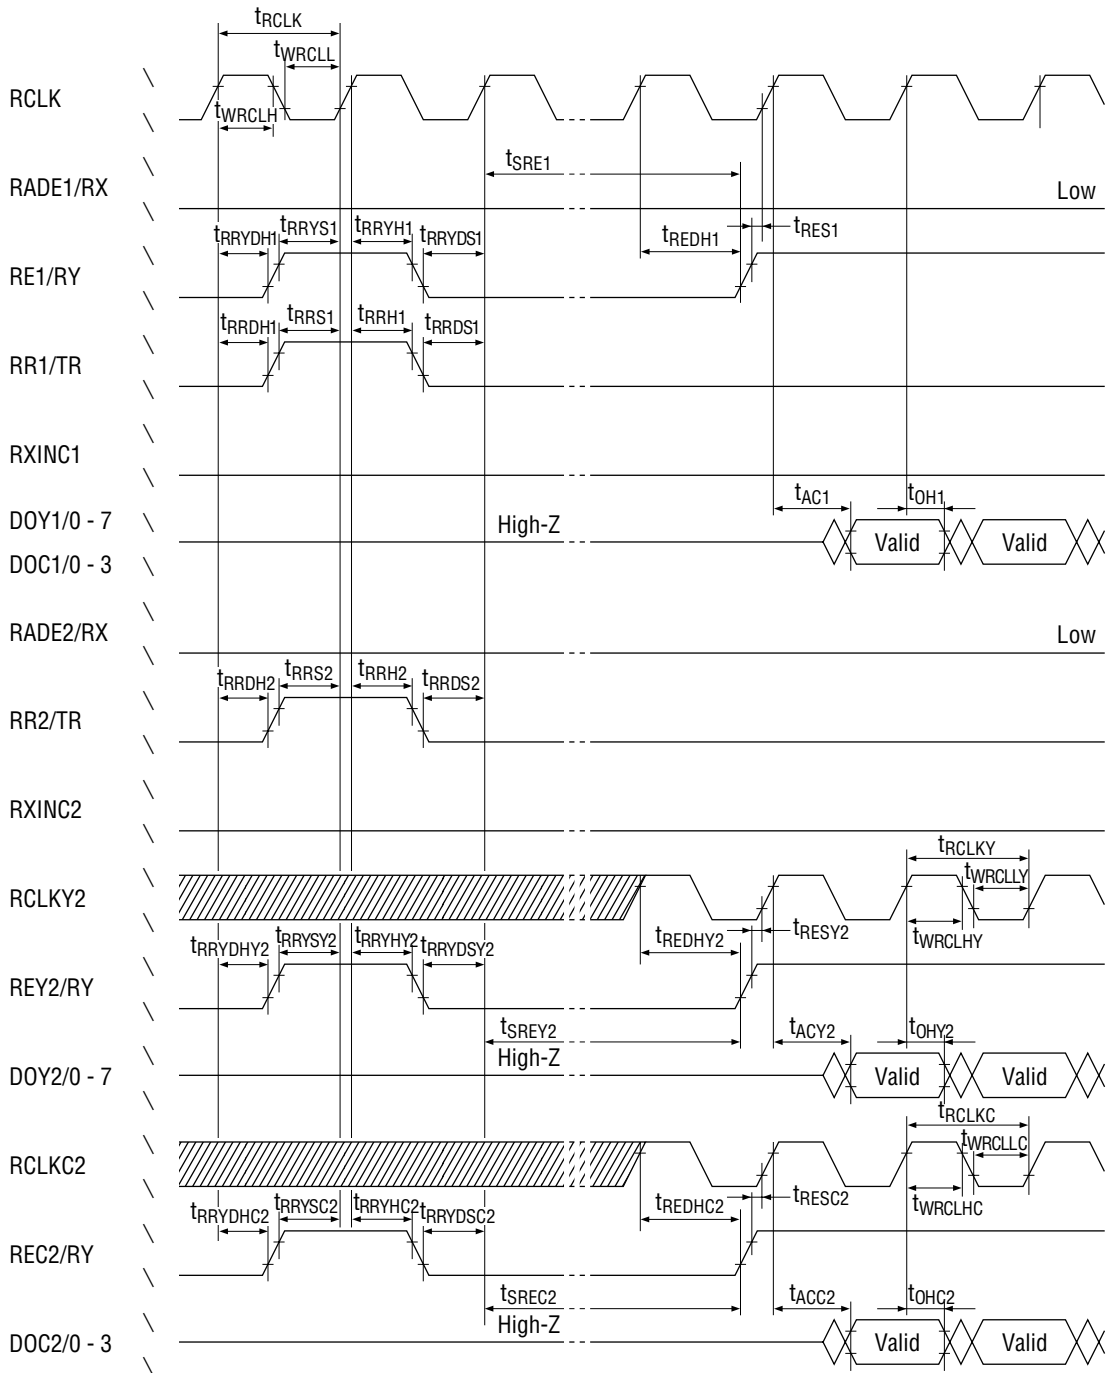 tRCLK
tWRCLL
RCLK
tWRCLH
tSRE1
RADE1/RX
Low
tRRYDH1 tRRYS1 tRRYH1 tRRYDS1 tREDH1 tRES1
RE1/RY
tRRDH1 tRRS1 tRRH1 tRRDS1
RR1/TR
RXINC1
tAC1 tOH1
DOY1/0 - 7
High-Z
Valid Valid
DOC1/0 - 3
RADE2/RX
Low
tRRDH2 tRRS2 tRRH2 tRRDS2
RR2/TR
RXINC2
tRCLKY
tWRCLLY
RCLKY2
tWRCLHY
tRRYDHY2 tRRYSY2 tRRYHY2 tRRYDSY2 tREDHY2 tRESY2
REY2/RY
tSREY2 tACY2 tOHY2
High-Z
DOY2/0 - 7
Valid Valid
tRCLKC
tWRCLLC
RCLKC2
tWRCLHC
tRRYDHC2 tRRYSC2 tRRYHC2 tRRYDSC2 tREDHC2 tRESC2
REC2/RY
tSREC2 tACC2 tOHC2
High-Z
DOC2/0 - 3
Valid Valid